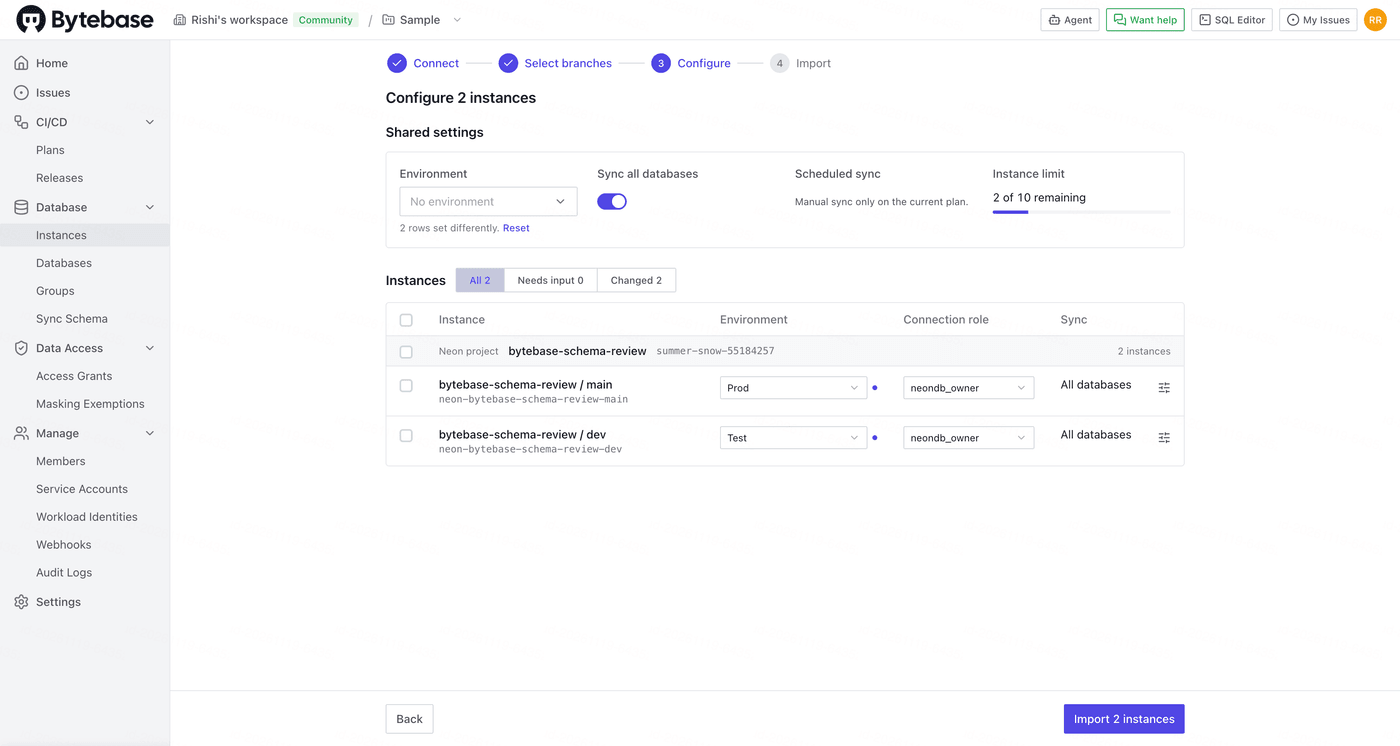 Bytebase
Rishi's workspace Community / Sample
Agent Want help SQL Editor My Issues RR
Home
Issues
CI/CD
Plans
Releases
Database
Instances
Databases
Groups
Sync Schema
Data Access
Access Grants
Masking Exemptions
Manage
Members
Service Accounts
Workload Identities
Webhooks
Audit Logs
Settings
Connect Select branches 3 Configure 4 Import
Configure 2 instances
Shared settings
Environment Sync all databases Scheduled sync Instance limit
No environment Manual sync only on the current plan. 2 of 10 remaining
2 rows set differently. Reset
Instances All 2 Needs input 0 Changed 2
Instance Environment Connection role Sync
Neon project bytebase-schema-review summer-snow-55184257 2 instances
bytebase-schema-review / main Prod neondb_owner All databases
neon-bytebase-schema-review-main
bytebase-schema-review / dev Test neondb_owner All databases
neon-bytebase-schema-review-dev
Back Import 2 instances